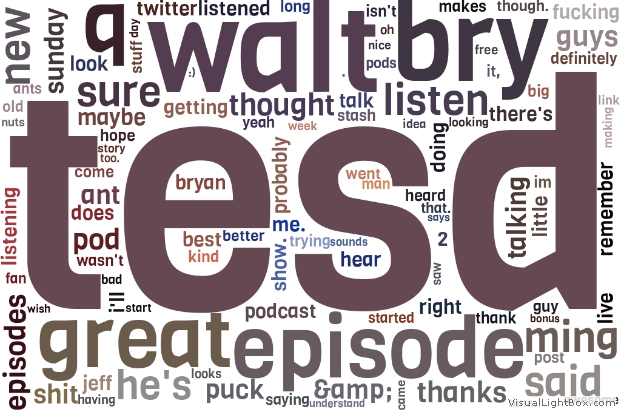 new
sunday
q
twitter
listened
long
isn't
makes
though.
fucking
day
stuff
look
walt
oh
nice
pods
bry
free
it,
guys
definitely
:)
ants
old
nuts
sure
maybe
getting
thought
talk
stash
listen
idea
looking
there's
big
link
making
hope
yeah
week
story
too.
come
tesd
doing
probably
bryan
went
man
heard
that.
says
talking
little
im
remember
listening
ant
does
pod
wasn't
best
better
kind
me.
trying
sounds
hear
show.
2
saw
fan
bad
i'll
start
wish
episodes
podcast
started
right
thank
guy
bonus
live
great
episode
ming
post
shit
jeff
having
he's
looks
puck
saying
&amp;
understand
came
thanks
said
VisualLightBox.com